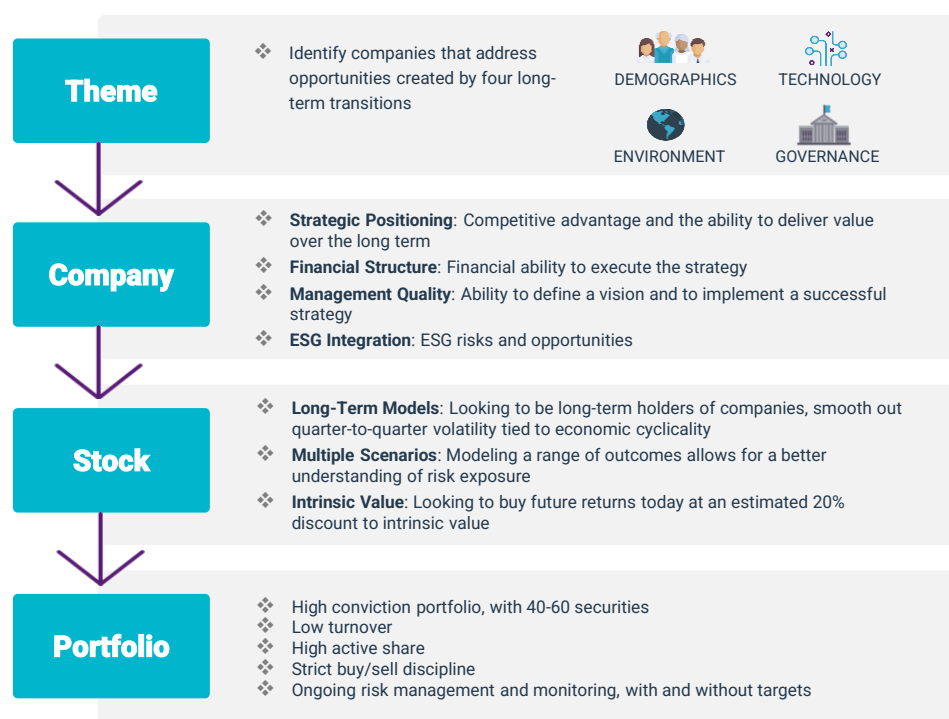 Theme
Identify companies that address
opportunities created by four long-
term transitions
DEMOGRAPHICS
TECHNOLOGY
ENVIRONMENT
GOVERNANCE
Company
Strategic Positioning: Competitive advantage and the ability to deliver value
over the long term
Financial Structure: Financial ability to execute the strategy
Management Quality: Ability to define a vision and to implement a successful
strategy
ESG Integration: ESG risks and opportunities
Stock
Long-Term Models: Looking to be long-term holders of companies, smooth out
quarter-to-quarter volatility tied to economic cyclicality
Multiple Scenarios: Modeling a range of outcomes allows for a better
understanding of risk exposure
Intrinsic Value: Looking to buy future returns today at an estimated 20%
discount to intrinsic value
Portfolio
High conviction portfolio, with 40-60 securities
Low turnover
High active share
Strict buy/sell discipline
Ongoing risk management and monitoring, with and without targets